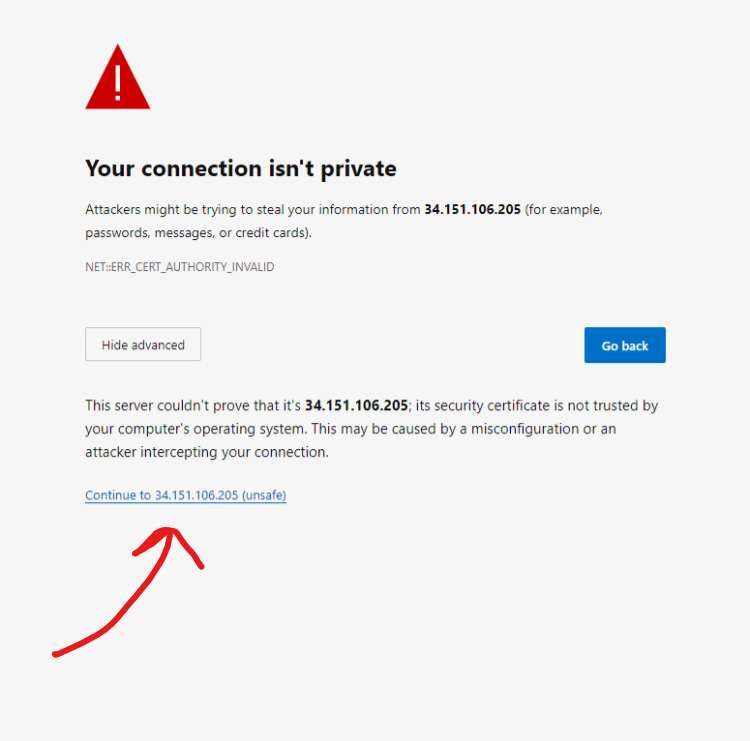 Your connection isn't private
Attackers might be trying to steal your information from 34.151.106.205 (for example,
passwords, messages, or credit cards).
NET::ERR_CERT_AUTHORITY_INVALID
Hide advanced
Go back
This server couldn't prove that it's 34.151.106.205; its security certificate is not trusted by
your computer's operating system. This may be caused by a misconfiguration or an
attacker intercepting your connection.
Continue to 34.151.106.205 (unsafe)